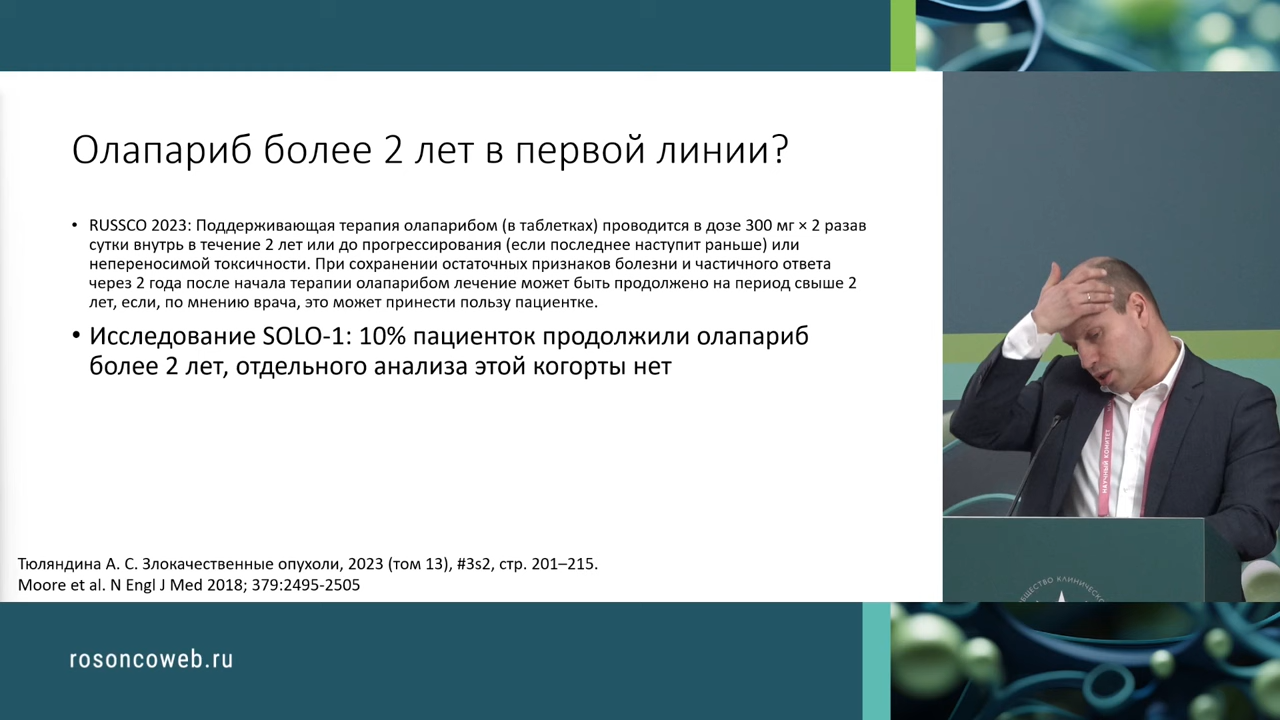 Олапариб более 2 лет в первой линии?
• RUSSCO 2023: Поддерживающая терапия олапарибом (в таблетках) проводится в дозе 300 мг × 2 разав
сутки внутрь в течение 2 лет или до прогрессирования (если последнее наступит раньше) или
непереносимой токсичности. При сохранении остаточных признаков болезни и частичного ответа
через 2 года после начала терапии олапарибом лечение может быть продолжено на период свыше 2
лет, если, по мнению врача, это может принести пользу пациентке.
• Исследование SOLO-1: 10% пациенток продолжили олапариб
более 2 лет, отдельного анализа этой когорты нет
Тюляндина А. С. Злокачественные опухоли, 2023 (том 13), #3s2, стр. 201–215.
Moore et al. N Engl J Med 2018; 379:2495-2505
НАУЧНЫЙ КОМИТЕТ
rosoncoweb.ru